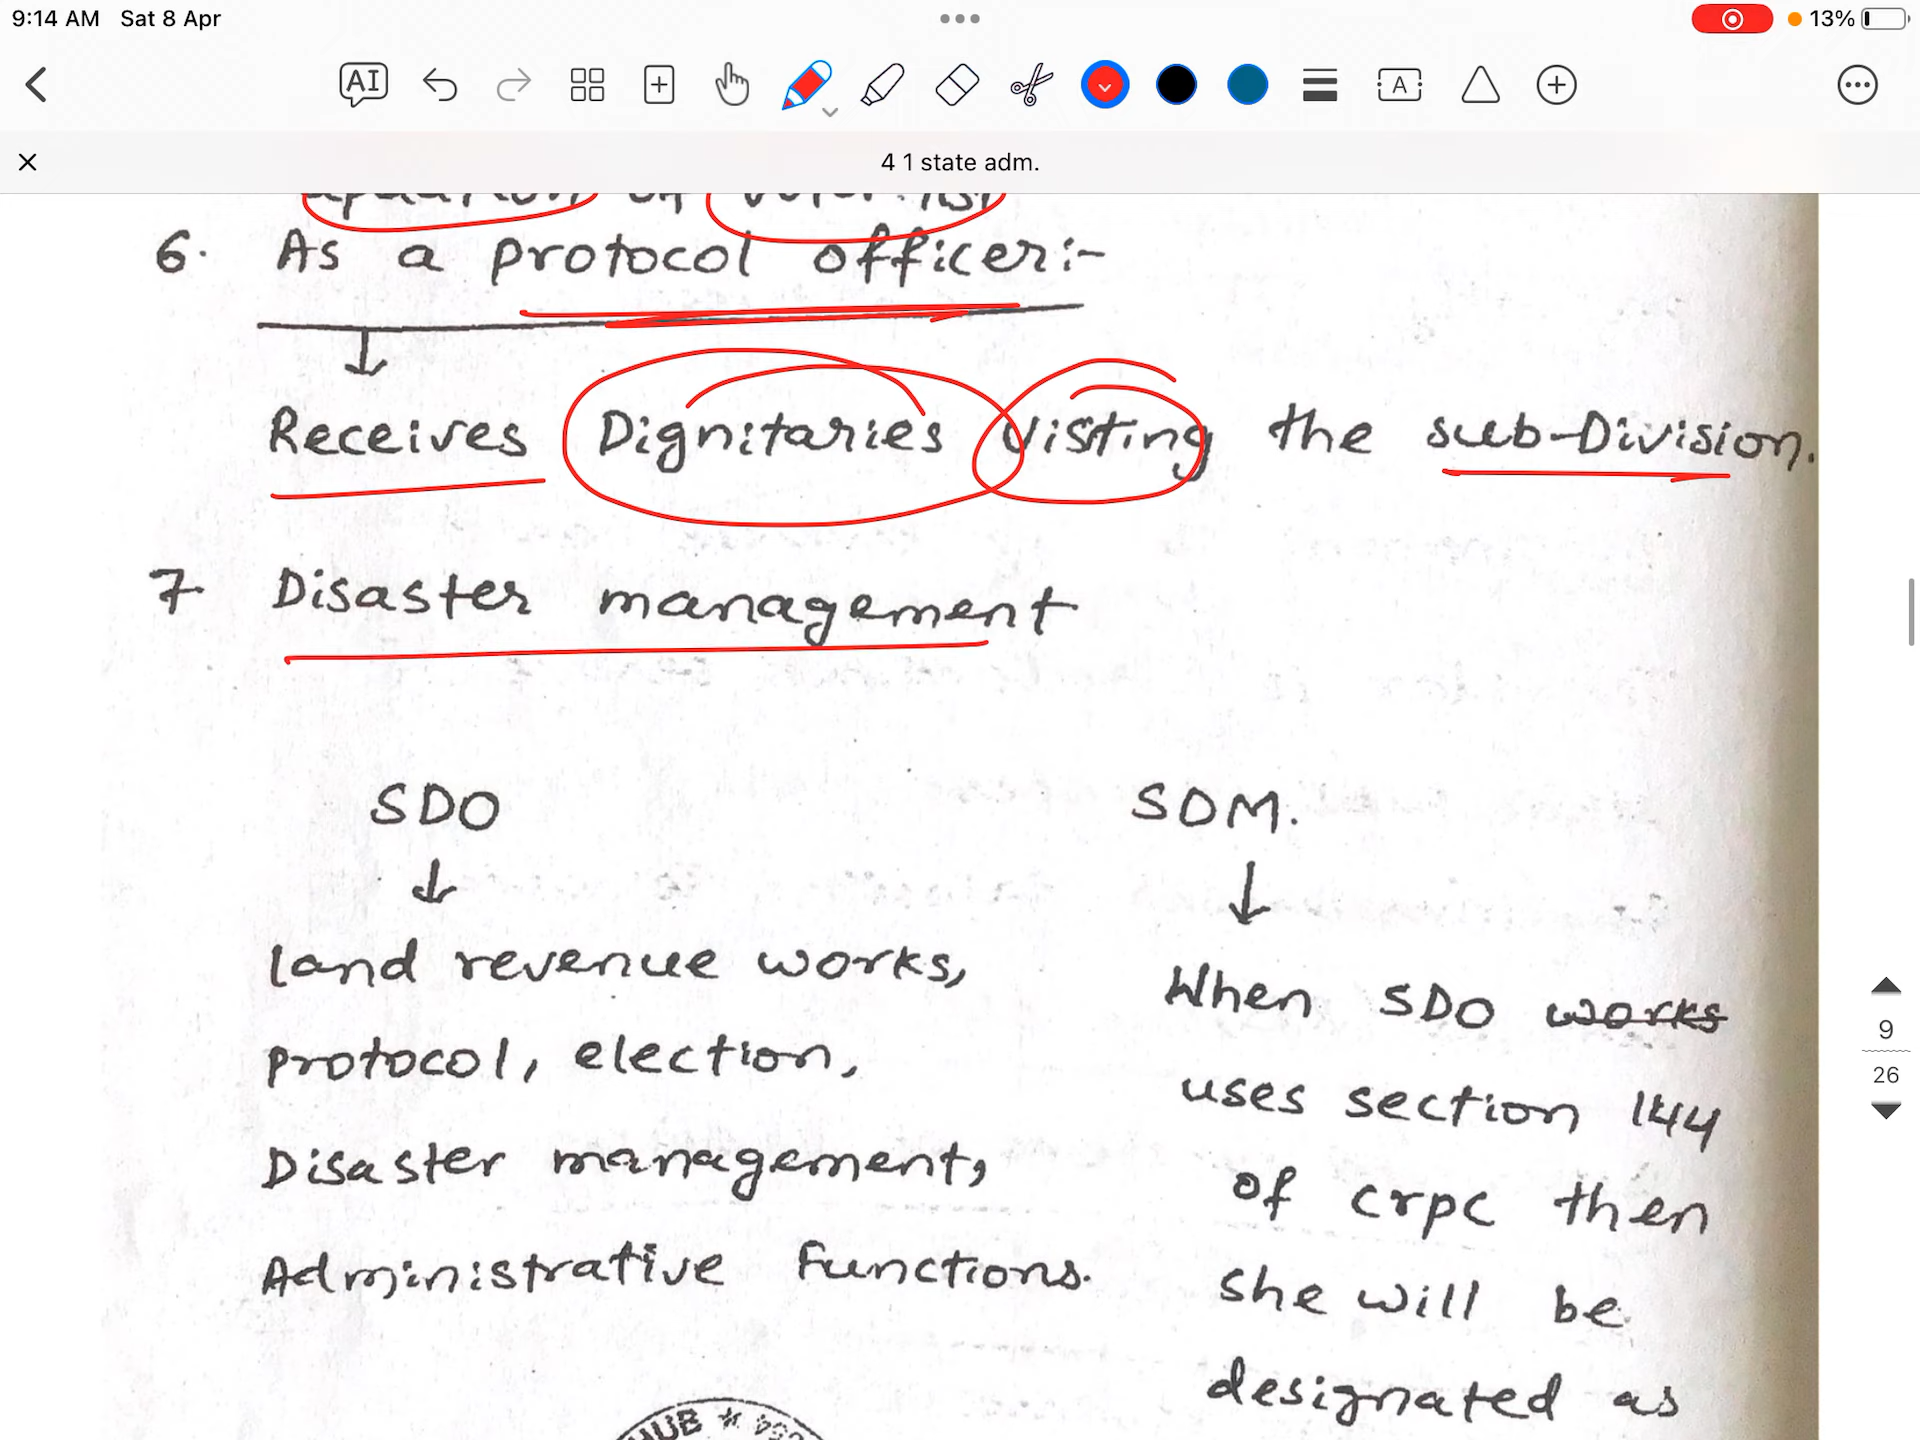 9:14 AM Sat 8 Apr
13%
AI
A
4 1 state adm.
6. As a protocol officer:-
Receives Dignitaries Visiting the sub-Division.
7 Disaster management
SDO
SDM.
land revenue works,
protocol, election,
Disaster management,
Administrative Functions.
When SDO works
uses section 144
of crpc then
she will be
designated as
9
26
HUB *